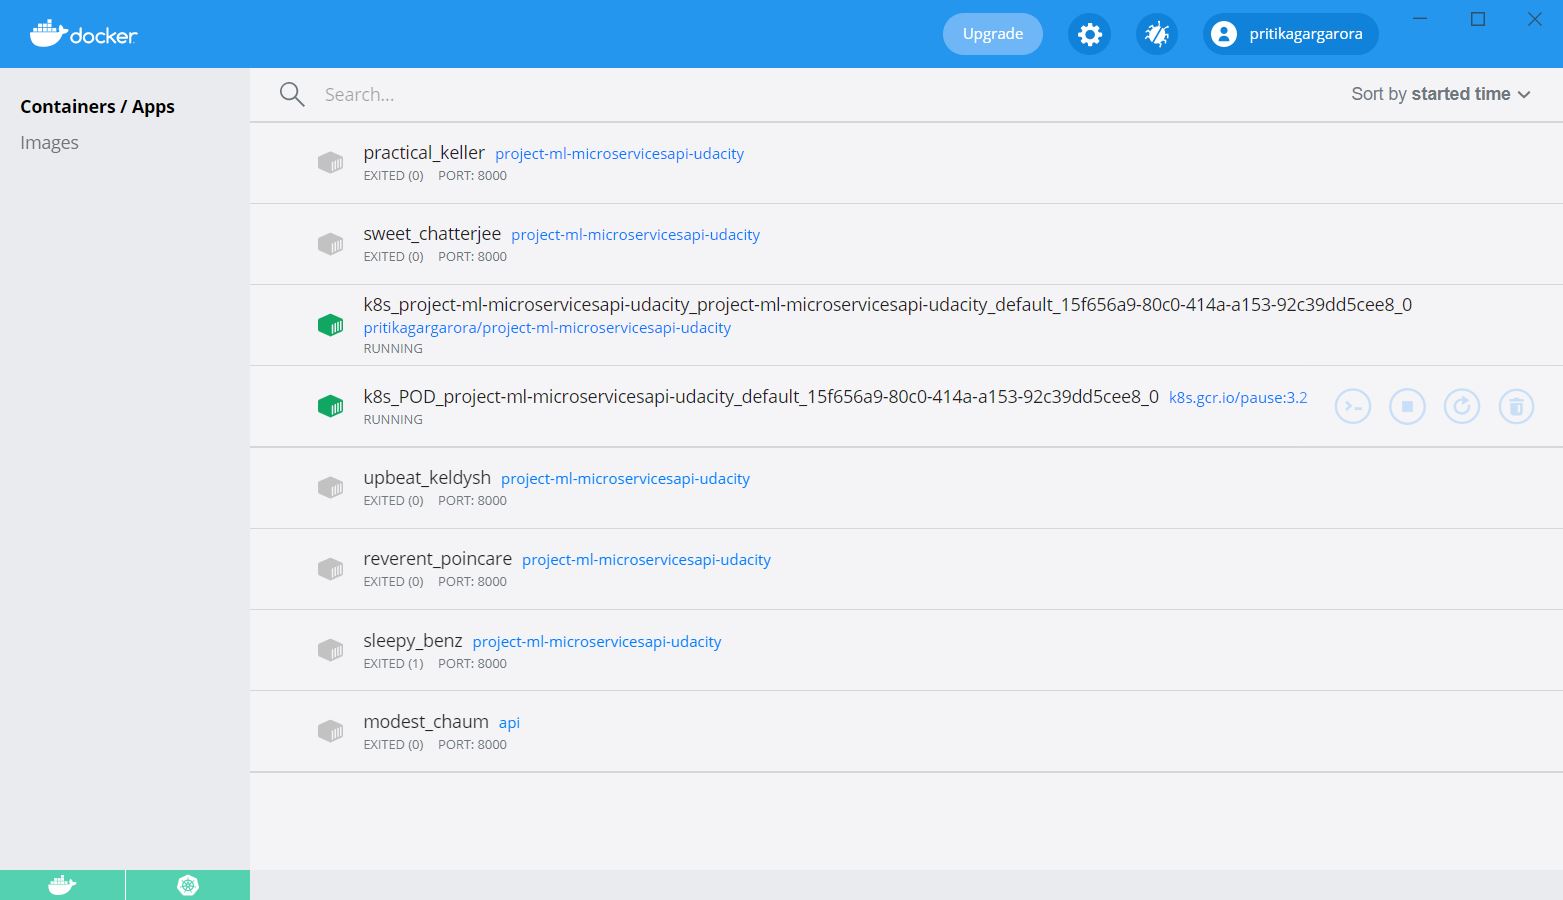 docker
Upgrade
pritikagargarora
Containers / Apps
Images
Search...
Sort by started time
practical_keller project-ml-microservicesapi-udacity
EXITED (0) PORT: 8000
sweet_chatterjee project-ml-microservicesapi-udacity
EXITED (0) PORT: 8000
k8s_project-ml-microservicesapi-udacity_project-ml-microservicesapi-udacity_default_15f656a9-80c0-414a-a153-92c39dd5cee8_0
pritikagargarora/project-ml-microservicesapi-udacity
RUNNING
k8s_POD_project-ml-microservicesapi-udacity_default_15f656a9-80c0-414a-a153-92c39dd5cee8_0 k8s.gcr.io/pause:3.2
RUNNING
upbeat_keldysh project-ml-microservicesapi-udacity
EXITED (0) PORT: 8000
reverent_poincare project-ml-microservicesapi-udacity
EXITED (0) PORT: 8000
sleepy_benz project-ml-microservicesapi-udacity
EXITED (1) PORT: 8000
modest_chaum api
EXITED (0) PORT: 8000